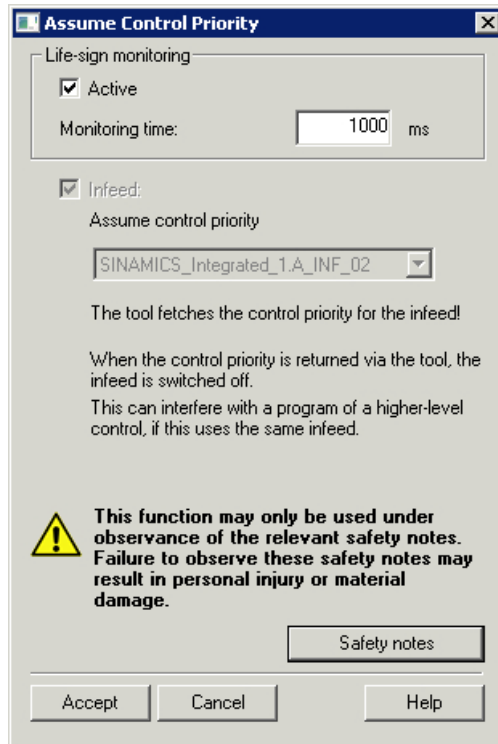 Assume Control Priority
Life-sign monitoring
Active
Monitoring time: 1000 ms
Infeed:
Assume control priority
SINAMICS_Integrated_1.A_INF_02
The tool fetches the control priority for the infeed!
When the control priority is returned via the tool, the
infeed is switched off.
This can interfere with a program of a higher-level
control, if this uses the same infeed.
This function may only be used under
observance of the relevant safety notes.
Failure to observe these safety notes may
result in personal injury or material
damage.
Safety notes
Accept Cancel Help